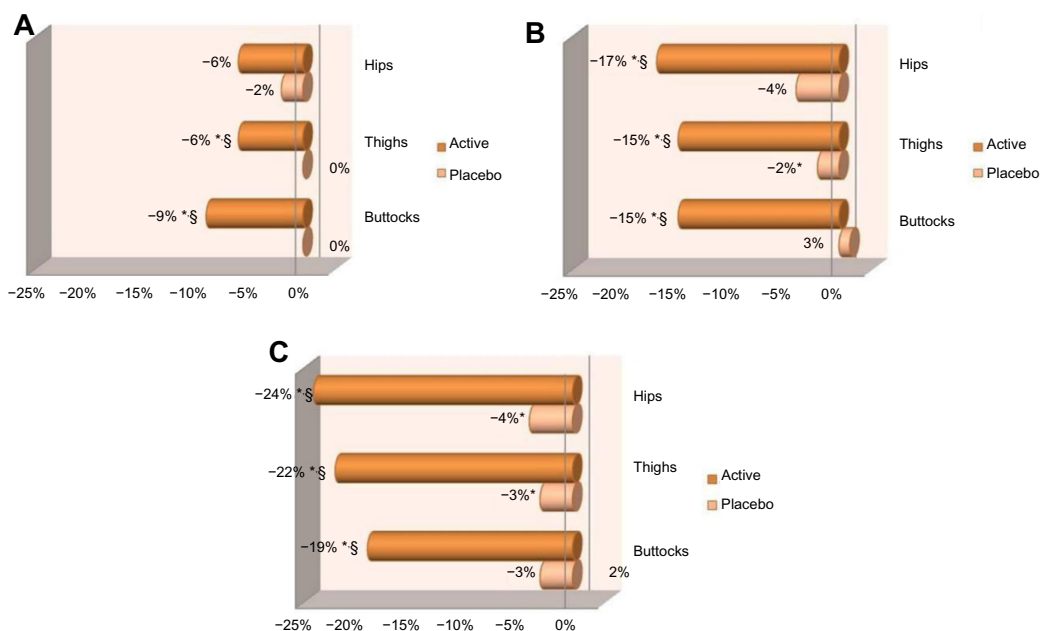 A
−6%
Hips
−2%
−6% *,§
Thighs
0%
−9% *,§
Buttocks
0%
Active
Placebo
−25% −20% −15% −10% −5% 0%
B
−17% *,§
Hips
−4%
−15% *,§
Thighs
−2%*
−15% *,§
Buttocks
3%
Active
Placebo
−25% −20% −15% −10% −5% 0%
C
−24% *,§
Hips
−4%*
−22% *,§
Thighs
−3%*
−19% *,§
Buttocks
−3%
2%
Active
Placebo
−25% −20% −15% −10% −5% 0%